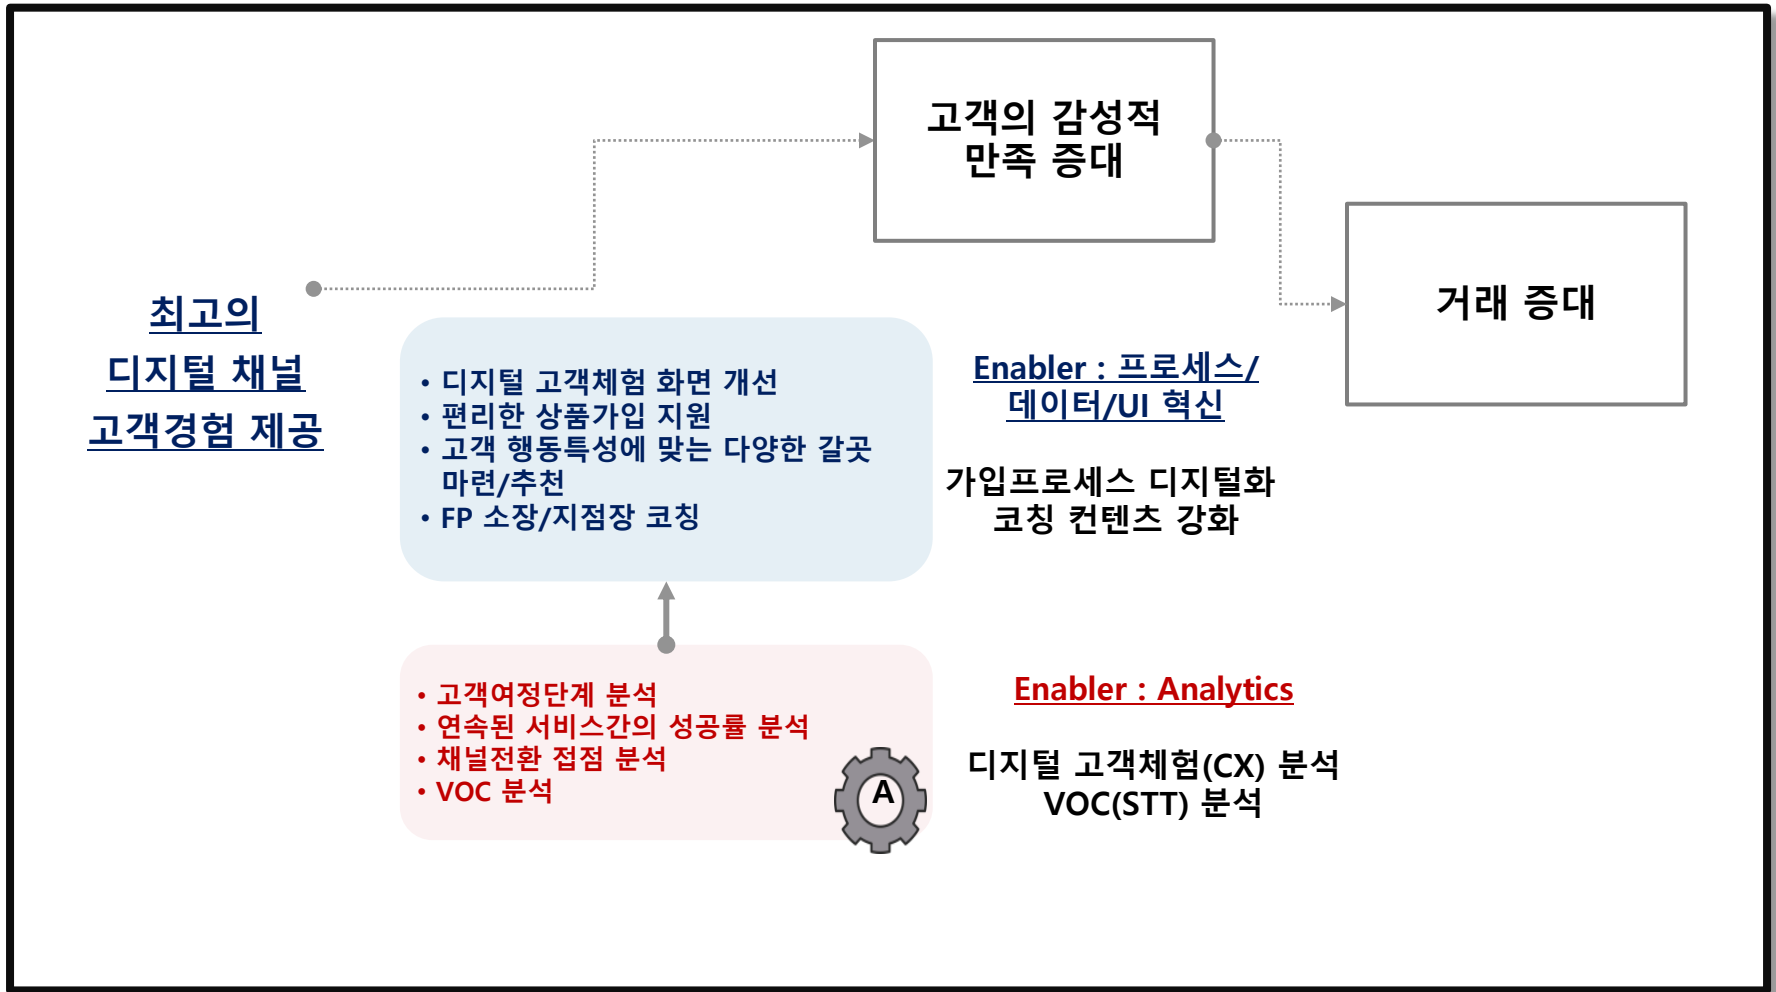 고객의 감성적
만족 증대
거래 증대
최고의
디지털 채널
고객경험 제공
• 디지털 고객체험 화면 개선
• 편리한 상품가입 지원
• 고객 행동특성에 맞는 다양한 갈곳
마련/추천
• FP 소장/지점장 코칭
Enabler : 프로세스/
데이터/UI 혁신
가입프로세스 디지털화
코칭 컨텐츠 강화
• 고객여정단계 분석
• 연속된 서비스간의 성공률 분석
• 채널전환 접점 분석
• VOC 분석
A
Enabler : Analytics
디지털 고객체험(CX) 분석
VOC(STT) 분석